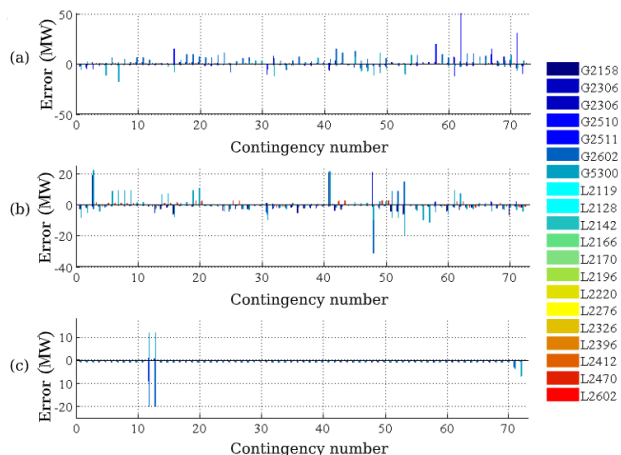 (a)
Error (MW)
50
0
-50
0 10 20 30 40 50 60 70
Contingency number
(b)
Error (MW)
20
0
-20
-40
0 10 20 30 40 50 60 70
Contingency number
(c)
Error (MW)
10
0
10
-20
0 10 20 30 40 50 60 70
Contingency number
G2158
G2306
G2306
G2510
G2511
G2602
G5300
L2119
L2128
L2142
L2166
L2170
L2196
L2220
L2276
L2326
L2396
L2412
L2470
L2602